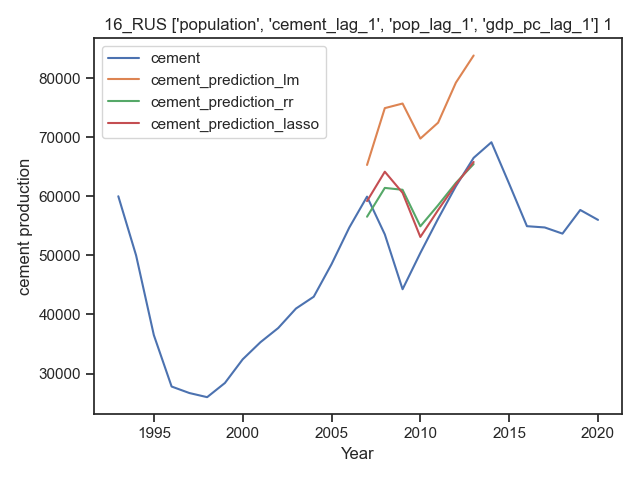 16_RUS ['population', 'cement_lag_1', 'pop_lag_1', 'gdp_pc_lag_1'] 1
cement
cement_prediction_lm
cement_prediction_rr
cement_prediction_lasso
80000
70000
60000
50000
40000
30000
cement production
1995
2000
2005
2010
2015
2020
Year